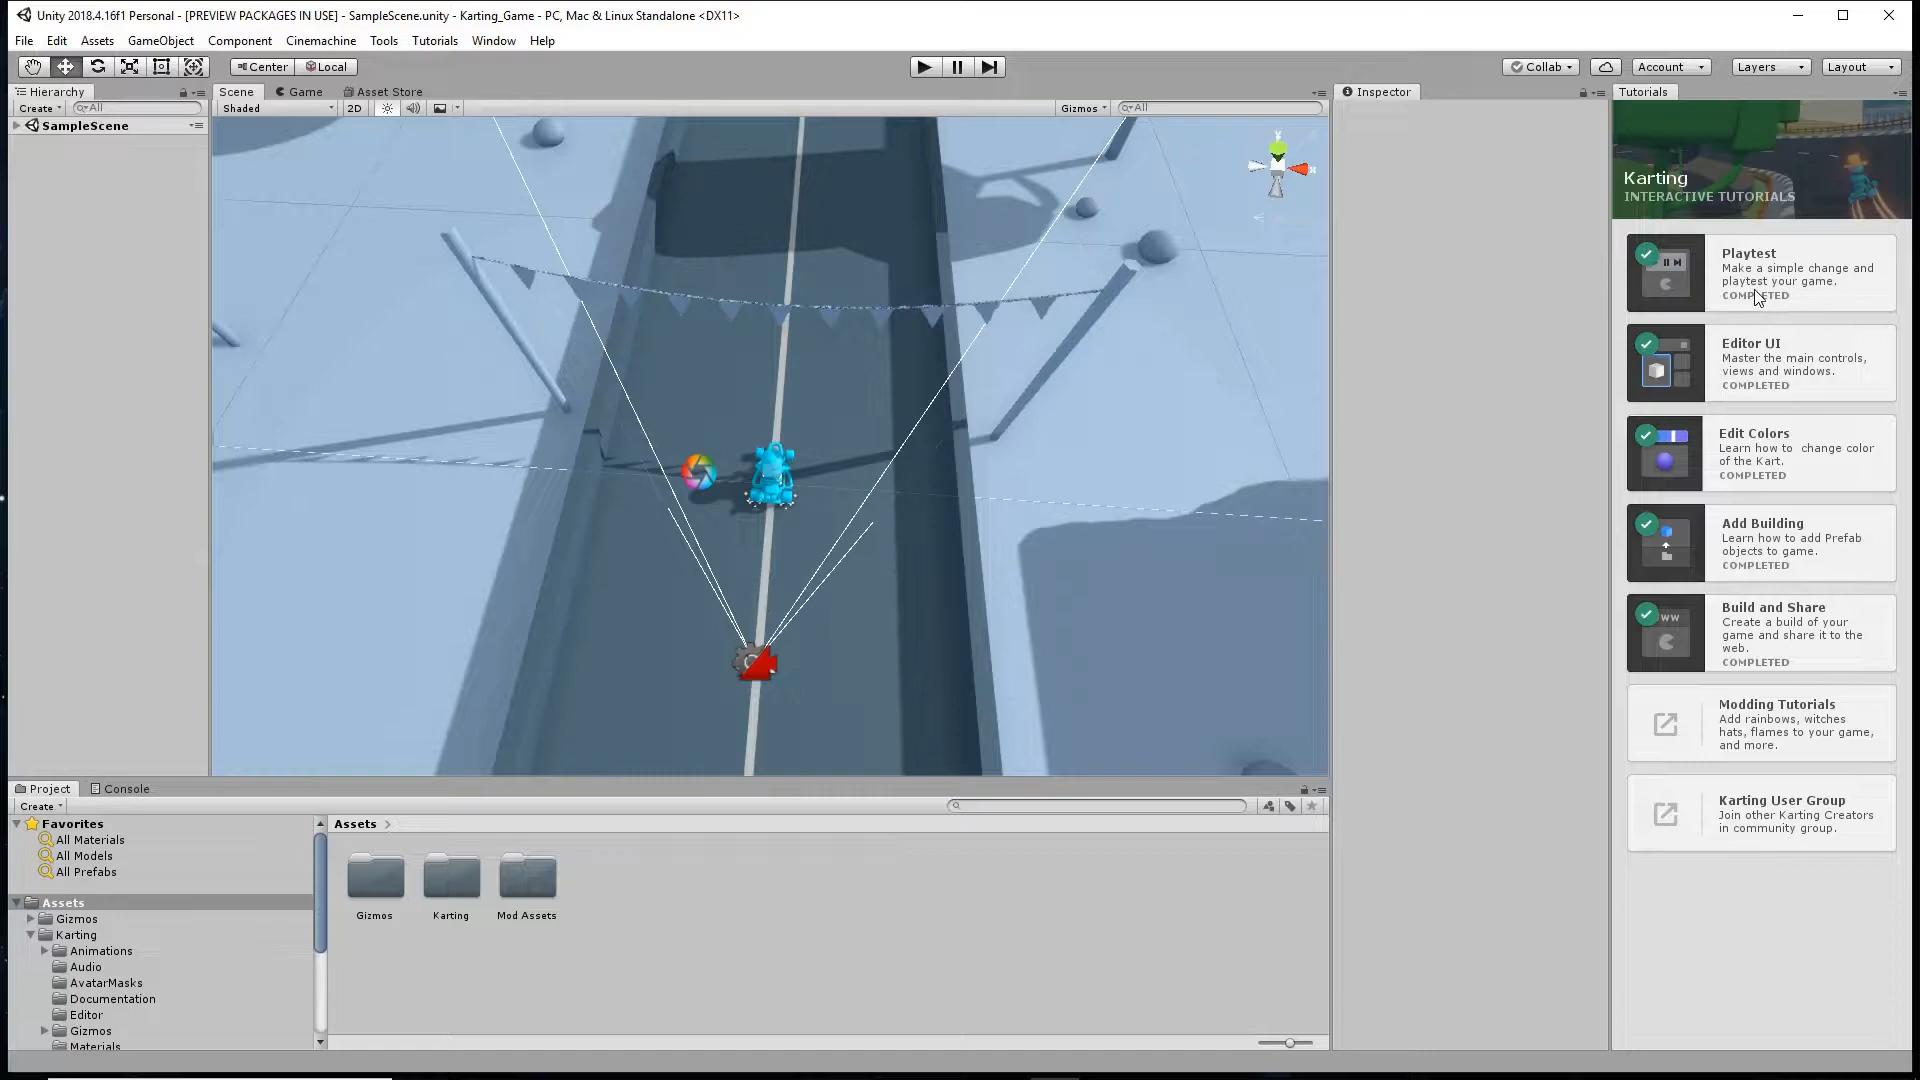 Unity 2018.4.16f1 Personal - [PREVIEW PACKAGES IN USE] - SampleScene.unity - Karting_Game - PC, Mac & Linux Standalone <DX11>
File Edit Assets GameObject Component Cinemachine Tools Tutorials Window Help
Center Local Collab Account Layers Layout
Hierarchy
Create All
SampleScene
Scene Game Asset Store
Shaded 2D Gizmos All
Y
X
Inspector
Tutorials
Karting
INTERACTIVE TUTORIALS
Playtest
Make a simple change and
playtest your game.
COMPLETED
Editor UI
Master the main controls,
views and windows.
COMPLETED
Edit Colors
Learn how to change color
of the Kart.
COMPLETED
Add Building
Learn how to add Prefab
objects to game.
COMPLETED
WW
Build and Share
Create a build of your
game and share it to the
web.
COMPLETED
Modding Tutorials
Add rainbows, witches
hats, flames to your game,
and more.
Karting User Group
Join other Karting Creators
in community group.
Project Console
Create
Favorites
All Materials
All Models
All Prefabs
Assets
Gizmos
Karting
Animations
Audio
AvatarMasks
Documentation
Editor
Gizmos
Materials
Assets
Gizmos Karting Mod Assets